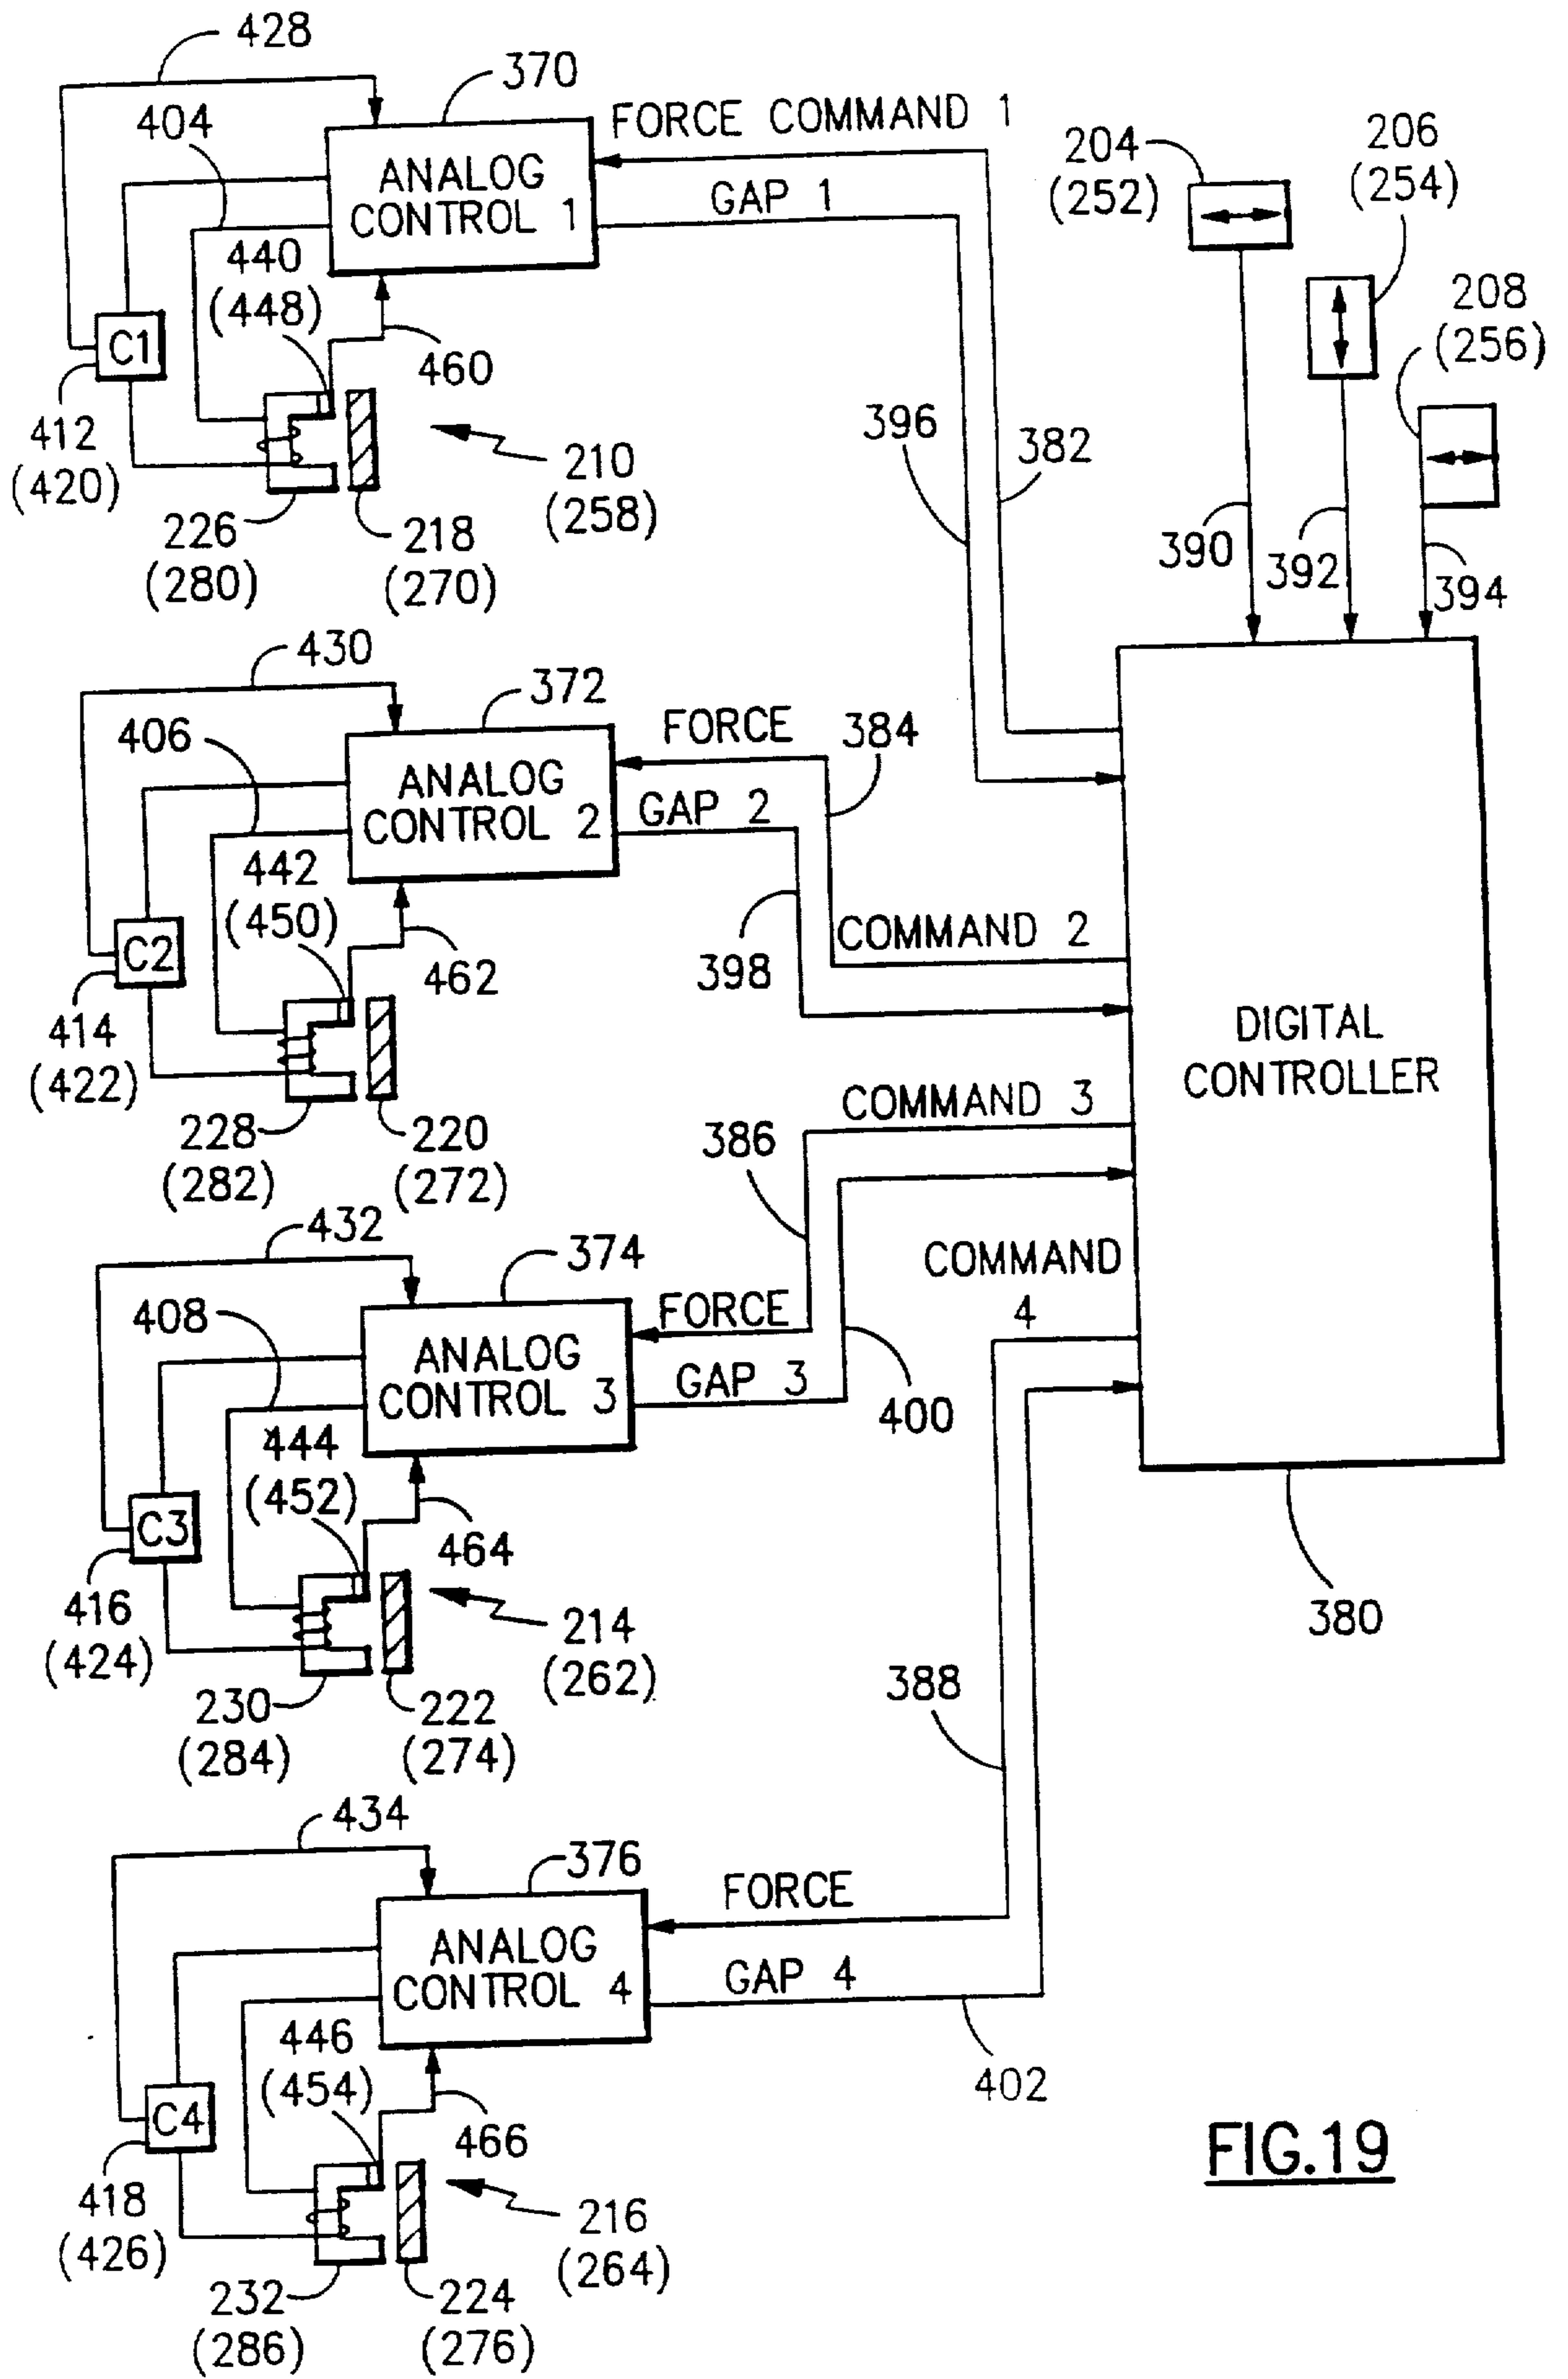 428
370
404
FORCE COMMAND 1
ANALOG
CONTROL 1
GAP 1
440
(448)
C1
460
412
(420)
226
(280)
218
(270)
210
(258)
396
382
204
(252)
206
(254)
208
(256)
390
392
394
430
372
406
FORCE
384
ANALOG
CONTROL 2
GAP 2
442
(450)
C2
462
398
COMMAND 2
414
(422)
228
(282)
220
(272)
DIGITAL
CONTROLLER
COMMAND 3
386
432
374
408
FORCE
COMMAND
4
ANALOG
CONTROL 3
GAP 3
400
444
(452)
C3
464
416
(424)
230
(284)
222
(274)
214
(262)
380
388
434
376
FORCE
ANALOG
CONTROL 4
GAP 4
402
446
(454)
C4
466
418
(426)
232
(286)
224
(276)
216
(264)
FIG.19